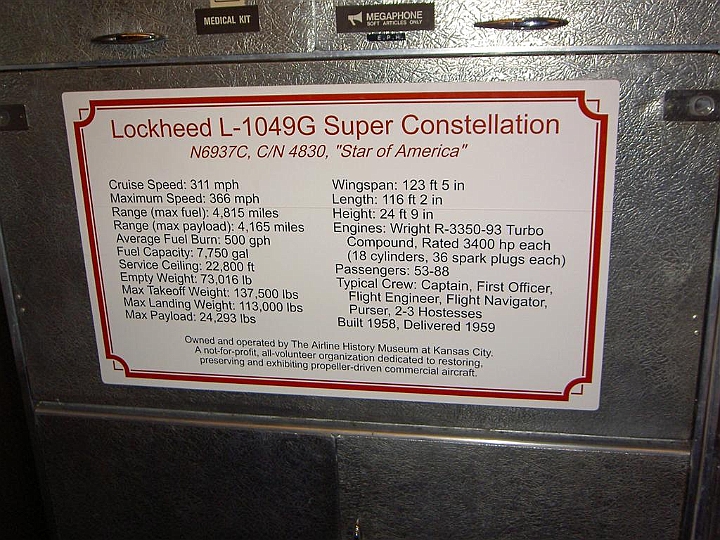 MEDICAL KIT
MEGAPHONE
SOFT ARTICLES ONLY
E.P.H.
Lockheed L-1049G Super Constellation
N6937C, C/N 4830, "Star of America"
Cruise Speed: 311 mph
Maximum Speed: 366 mph
Range (max fuel): 4,815 miles
Range (max payload): 4,165 miles
Average Fuel Burn: 500 gph
Fuel Capacity: 7,750 gal
Service Ceiling: 22,800 ft
Empty Weight: 73,016 lb
Max Takeoff Weight: 137,500 lbs
Max Landing Weight: 113,000 lbs
Max Payload: 24,293 lbs
Wingspan: 123 ft 5 in
Length: 116 ft 2 in
Height: 24 ft 9 in
Engines: Wright R-3350-93 Turbo
Compound, Rated 3400 hp each
(18 cylinders, 36 spark plugs each)
Passengers: 53-88
Typical Crew: Captain, First Officer,
Flight Engineer, Flight Navigator,
Purser, 2-3 Hostesses
Built 1958, Delivered 1959
Owned and operated by The Airline History Museum at Kansas City.
A not-for-profit, all-volunteer organization dedicated to restoring,
preserving and exhibiting propeller-driven commercial aircraft.